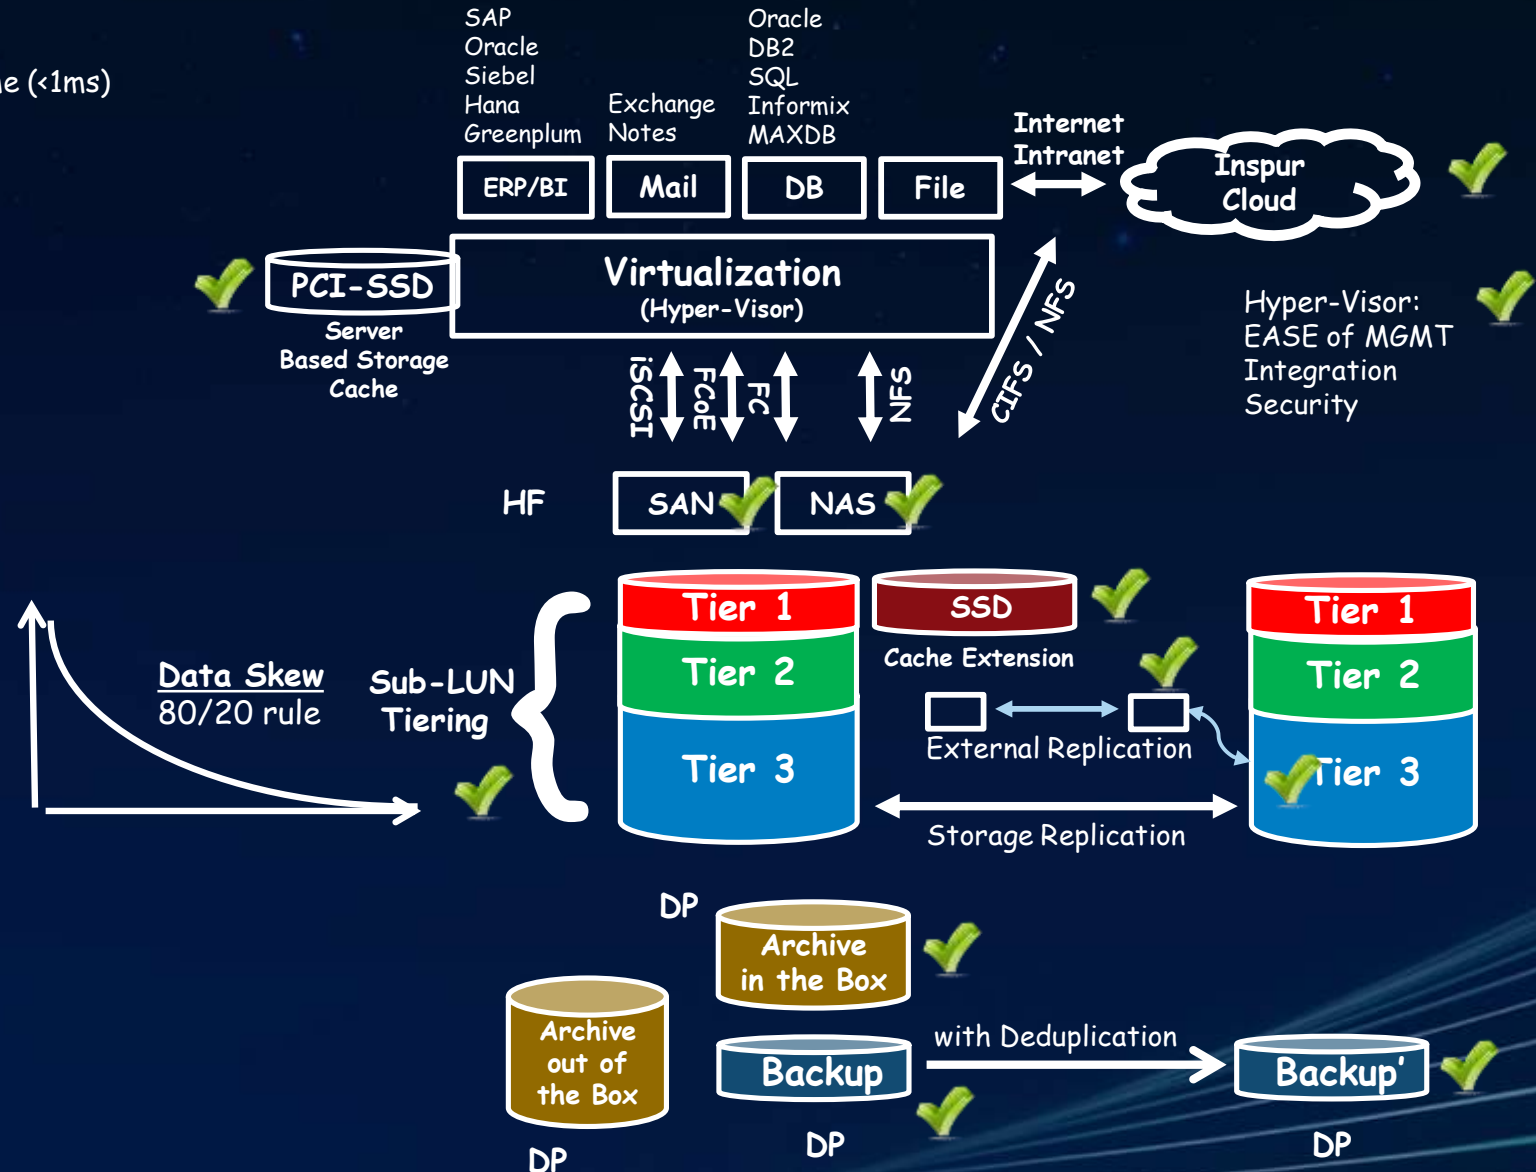 SAP
Oracle
Siebel
Hana
Greenplum
Exchange
Notes
Oracle
DB2
SQL
Informix
MAXDB
(<1ms)
Internet
Intranet
ERP/BI
Mail
DB
File
Inspur
Cloud
PCI-SSD
Server
Based Storage
Cache
Virtualization
(Hyper-Visor)
Hyper-Visor:
EASE of MGMT
Integration
Security
iSCSI
FCoE
FC
NFS
CIFS / NFS
HF
SAN
NAS
Data Skew
80/20 rule
Sub-LUN
Tiering
Tier 1
Tier 2
Tier 3
SSD
Cache Extension
External Replication
Storage Replication
Tier 1
Tier 2
Tier 3
DP
Archive
in the Box
Archive
out of
the Box
DP
Backup
DP
with Deduplication
Backup'
DP